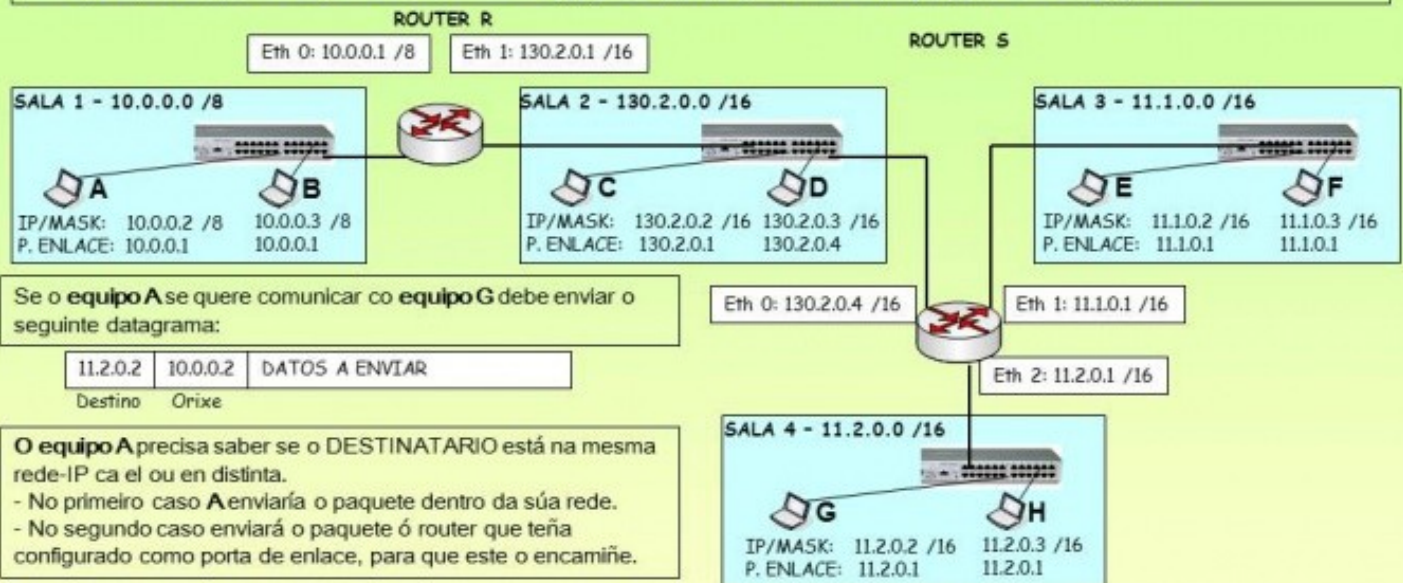 ROUTER R
ROUTER S
Eth 0: 10.0.0.1 /8
Eth 1: 130.2.0.1 /16
SALA 1 - 10.0.0.0 /8
A
B
IP/MASK: 10.0.0.2 /8 10.0.0.3 /8
P. ENLACE: 10.0.0.1 10.0.0.1
SALA 2 - 130.2.0.0 /16
C
D
IP/MASK: 130.2.0.2 /16 130.2.0.3 /16
P. ENLACE: 130.2.0.1 130.2.0.4
SALA 3 - 11.1.0.0 /16
E
F
IP/MASK: 11.1.0.2 /16 11.1.0.3 /16
P. ENLACE: 11.1.0.1 11.1.0.1
Se o equipo A se quere comunicar co equipo G debe enviar o
seguinte datagrama:
11.2.0.2 10.0.0.2 DATOS A ENVIAR
Destino Orixe
Eth 0: 130.2.0.4 /16
Eth 1: 11.1.0.1 /16
Eth 2: 11.2.0.1 /16
O equipo A precisa saber se o DESTINATARIO está na mesma
rede-IP ca el ou en distinta.
- No primeiro caso A enviaría o paquete dentro da súa rede.
- No segundo caso enviará o paquete ó router que teña
configurado como porta de enlace, para que este o encamiñe.
SALA 4 - 11.2.0.0 /16
G
H
IP/MASK: 11.2.0.2 /16 11.2.0.3 /16
P. ENLACE: 11.2.0.1 11.2.0.1